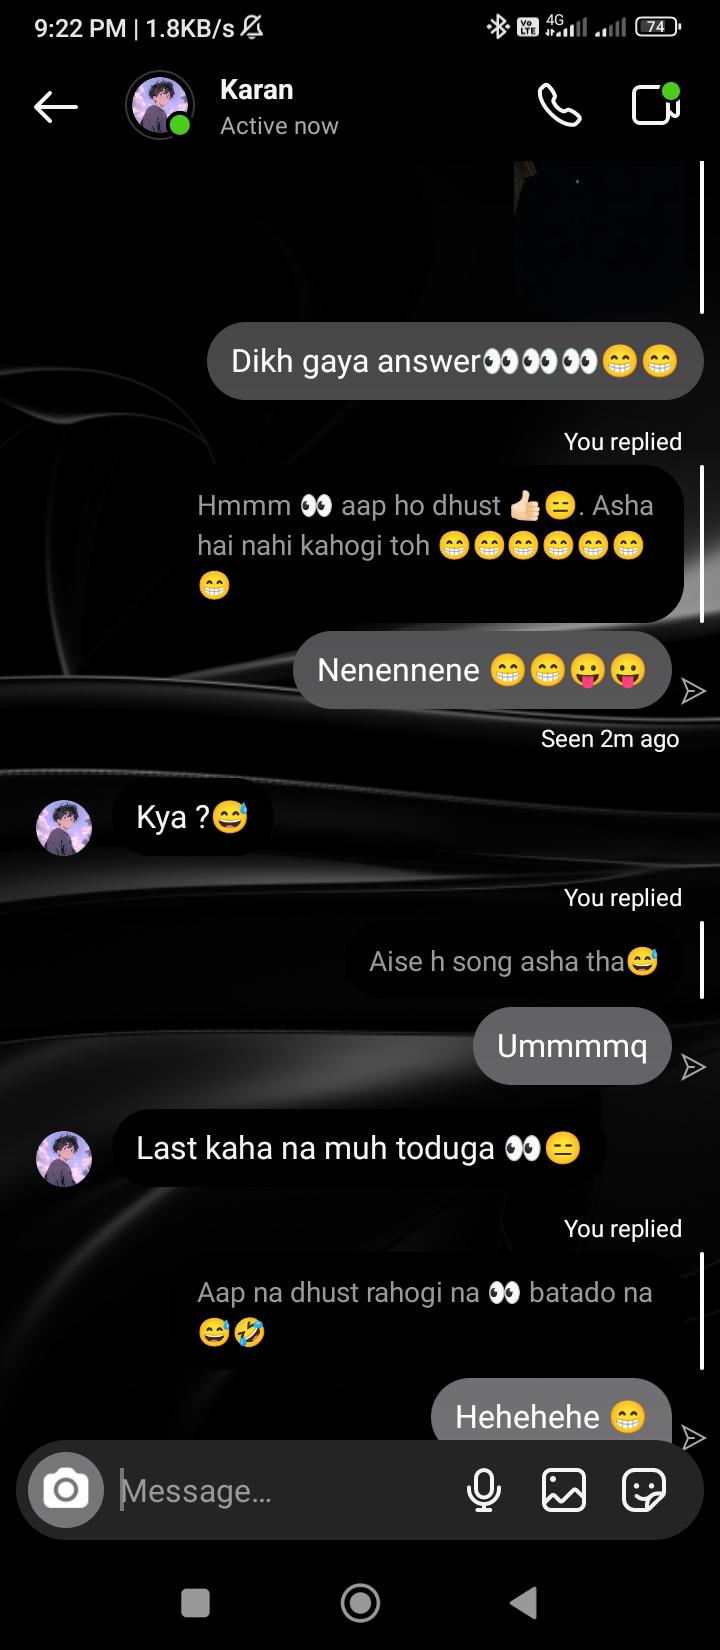 9:22 PM | 1.8KB/s
Vo LTE 4G 74
Karan
Active now
Dikh gaya answer👀👀👀😁😁
You replied
Hmmm 👀 aap ho dhust 👍🏻😑. Asha
hai nahi kahogi toh 😁😁😁😁😁😁
😁
Nenennene 😁😁😛😛
Seen 2m ago
Kya ?😅
You replied
Aise h song asha tha😅
Ummmmq
Last kaha na muh toduga 👀😑
You replied
Aap na dhust rahogi na 👀 batado na
😅🤣
Hehehehe 😁
Message...